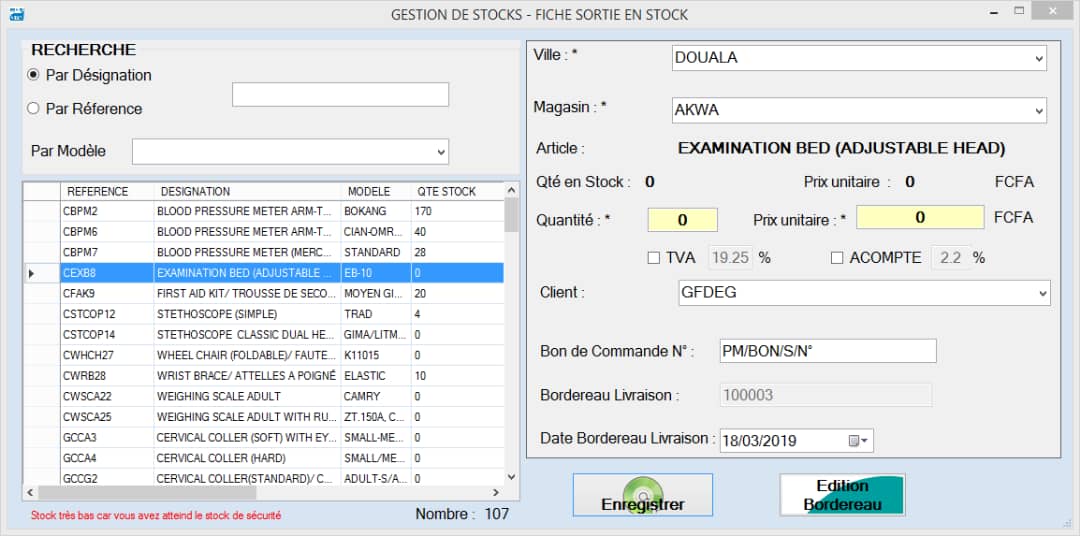 GESTION DE STOCKS - FICHE SORTIE EN STOCK
RECHERCHE
Par Désignation
Par Réference
Par Modèle
REFERENCE DESIGNATION MODELE QTE STOCK
CBPM2 BLOOD PRESSURE METER ARM-T... BOKANG 170
CBPM6 BLOOD PRESSURE METER ARM-T... CIAN-OMR... 40
CBPM7 BLOOD PRESSURE METER (MERC... STANDARD 28
CEXB8 EXAMINATION BED (ADJUSTABLE ... EB-10 0
CFAK9 FIRST AID KIT/ TROUSSE DE SECO... MOYEN GI... 20
CSTCOP12 STETHOSCOPE (SIMPLE) TRAD 4
CSTCOP14 STETHOSCOPE CLASSIC DUAL HE... GIMA/LITM... 0
CWHCH27 WHEEL CHAIR (FOLDABLE)/ FAUTE... K11015 0
CWRB28 WRIST BRACE/ ATTELLES A POIGNÉ ELASTIC 10
CWSCA22 WEIGHING SCALE ADULT CAMRY 0
CWSCA25 WEIGHING SCALE ADULT WITH RU... ZT.150A, C... 0
GCCA3 CERVICAL COLLER (SOFT) WITH EY... SMALL-ME... 0
GCCA4 CERVICAL COLLER (HARD) SMALL/ME... 0
GCCG2 CERVICAL COLLER(STANDARD)/ C... ADULT-S/A... 0
Stock très bas car vous avez atteind le stock de sécurité
Nombre : 107
Ville : * DOUALA
Magasin : * AKWA
Article : EXAMINATION BED (ADJUSTABLE HEAD)
Qté en Stock : 0 Prix unitaire : 0 FCFA
Quantité : * 0 Prix unitaire : * 0 FCFA
TVA 19.25 % ACOMPTE 2.2 %
Client : GFDEG
Bon de Commande N° : PM/BON/S/N°
Bordereau Livraison : 100003
Date Bordereau Livraison : 18/03/2019
Enregistrer
Edition
Bordereau